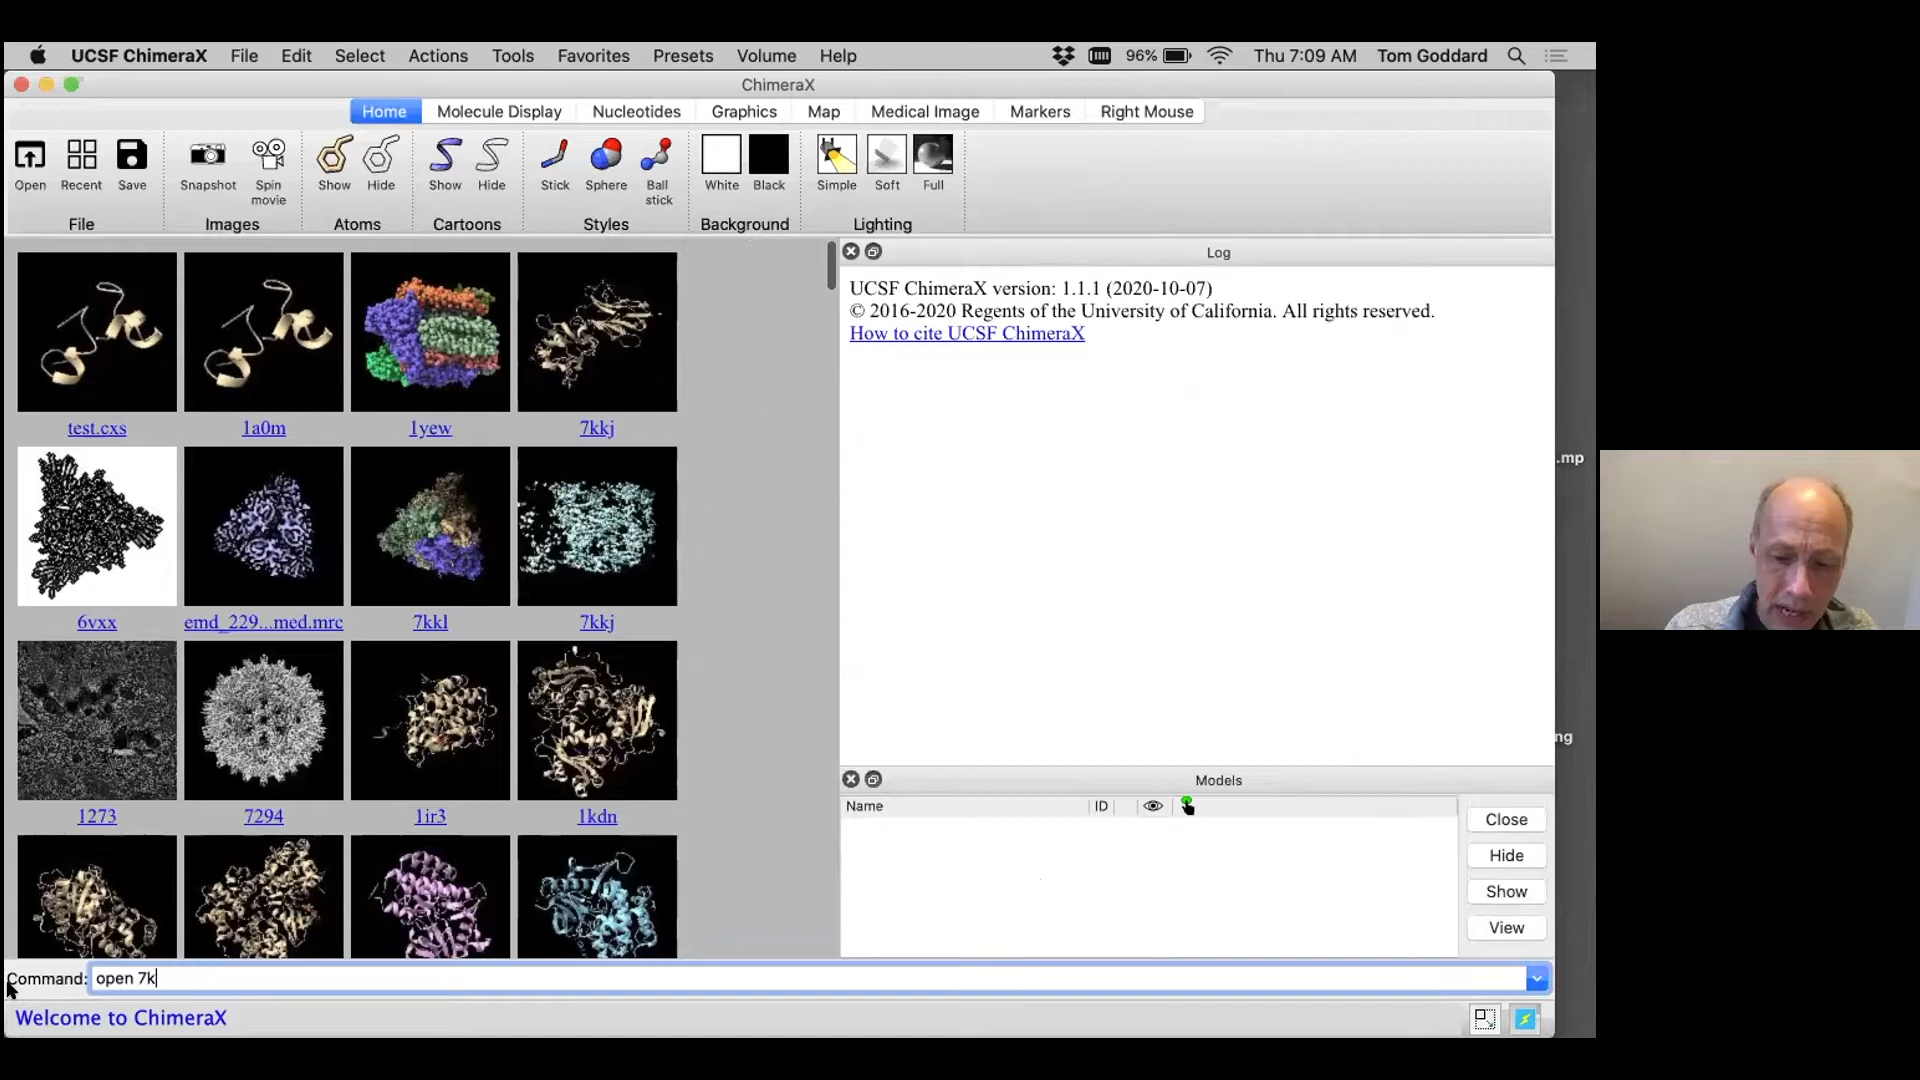 UCSF ChimeraX File Edit Select Actions Tools Favorites Presets Volume Help 96% Thu 7:09 AM Tom Goddard
ChimeraX
Home Molecule Display Nucleotides Graphics Map Medical Image Markers Right Mouse
Open Recent Save Snapshot Spin movie Show Hide Show Hide Stick Sphere Ball stick White Black Simple Soft Full
File Images Atoms Cartoons Styles Background Lighting
Log
UCSF ChimeraX version: 1.1.1 (2020-10-07)
© 2016-2020 Regents of the University of California. All rights reserved.
How to cite UCSF ChimeraX
test.cxs 1a0m 1yew 7kkj
.mp
6vxx emd_229...med.mrc 7kkl 7kkj
ng
1273 7294 1ir3 1kdn
Models
Name ID
Close
Hide
Show
View
Command: open 7k
Welcome to ChimeraX